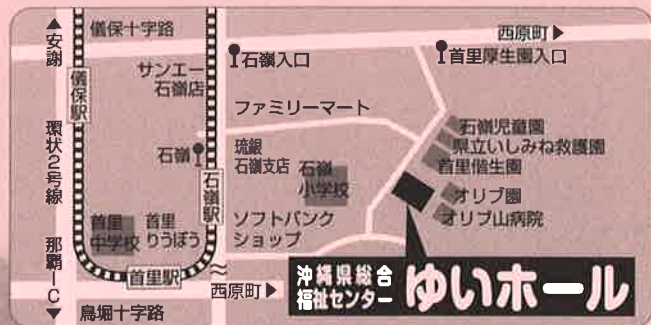 ▲安謝
儀保十字路
西原町▶
石嶺入口
首里厚生園入口
サンエー
石嶺店
儀保駅
ファミリーマート
石嶺児童園
県立いしみね救護園
首里偕生園
環状2号線
石嶺
琉銀
石嶺支店
石嶺
小学校
石嶺駅
オリブ園
オリブ山病院
首里
中学校
首里
りうぼう
ソフトバンク
ショップ
那覇I-C▼
首里駅
西原町▶
鳥堀十字路
沖縄県総合
福祉センター
ゆいホール